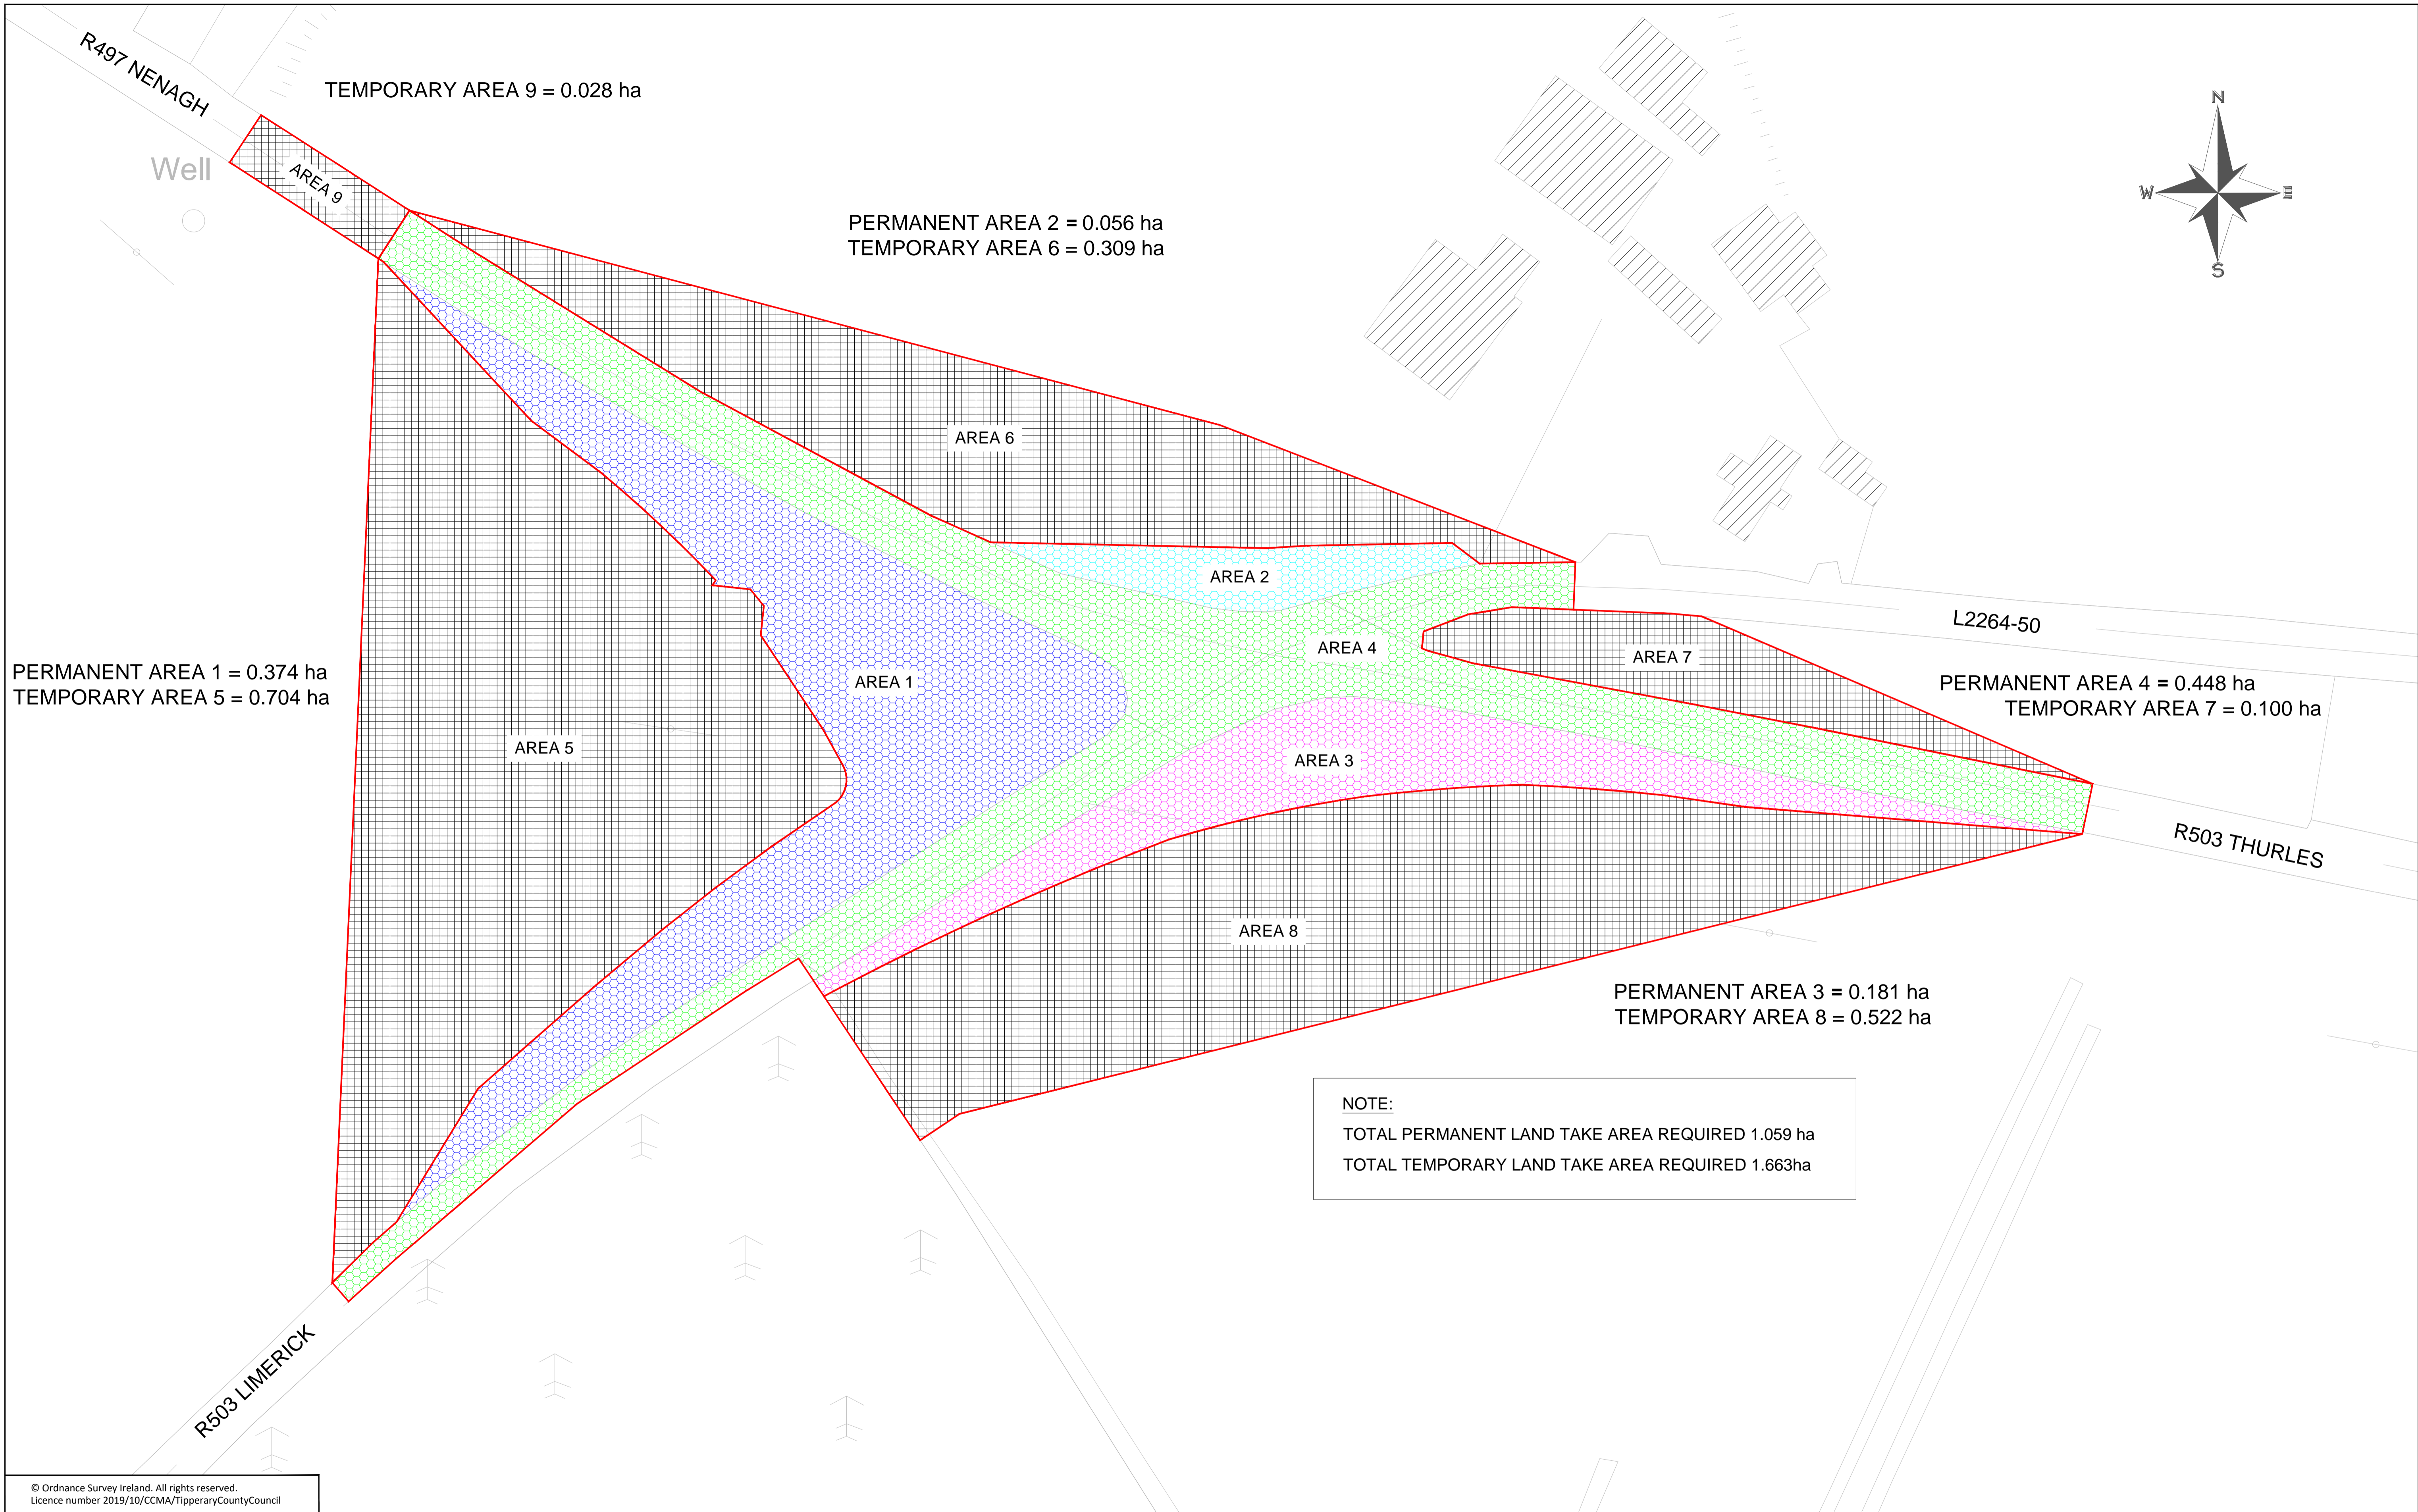 R497 NENAGH
TEMPORARY AREA 9 = 0.028 ha
N
W
E
S
Well
AREA 9
PERMANENT AREA 2 = 0.056 ha
TEMPORARY AREA 6 = 0.309 ha
AREA 6
AREA 2
L2264-50
AREA 4
AREA 7
PERMANENT AREA 1 = 0.374 ha
TEMPORARY AREA 5 = 0.704 ha
AREA 1
PERMANENT AREA 4 = 0.448 ha
TEMPORARY AREA 7 = 0.100 ha
AREA 5
AREA 3
R503 THURLES
AREA 8
PERMANENT AREA 3 = 0.181 ha
TEMPORARY AREA 8 = 0.522 ha
NOTE:
TOTAL PERMANENT LAND TAKE AREA REQUIRED 1.059 ha
TOTAL TEMPORARY LAND TAKE AREA REQUIRED 1.663ha
R503 LIMERICK
© Ordnance Survey Ireland. All rights reserved.
Licence number 2019/10/CCMA/TipperaryCountyCouncil